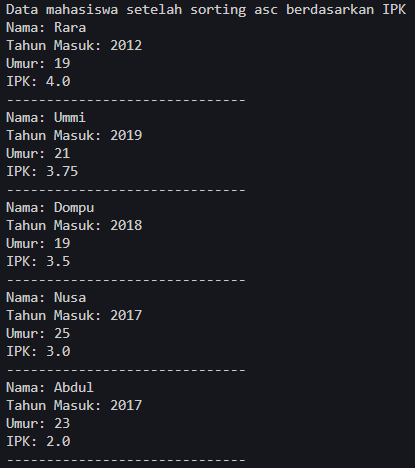 Data mahasiswa setelah sorting asc berdasarkan IPK
Nama: Rara
Tahun Masuk: 2012
Umur: 19
IPK: 4.0
------------------------------
Nama: Ummi
Tahun Masuk: 2019
Umur: 21
IPK: 3.75
------------------------------
Nama: Dompu
Tahun Masuk: 2018
Umur: 19
IPK: 3.5
------------------------------
Nama: Nusa
Tahun Masuk: 2017
Umur: 25
IPK: 3.0
------------------------------
Nama: Abdul
Tahun Masuk: 2017
Umur: 23
IPK: 2.0
------------------------------